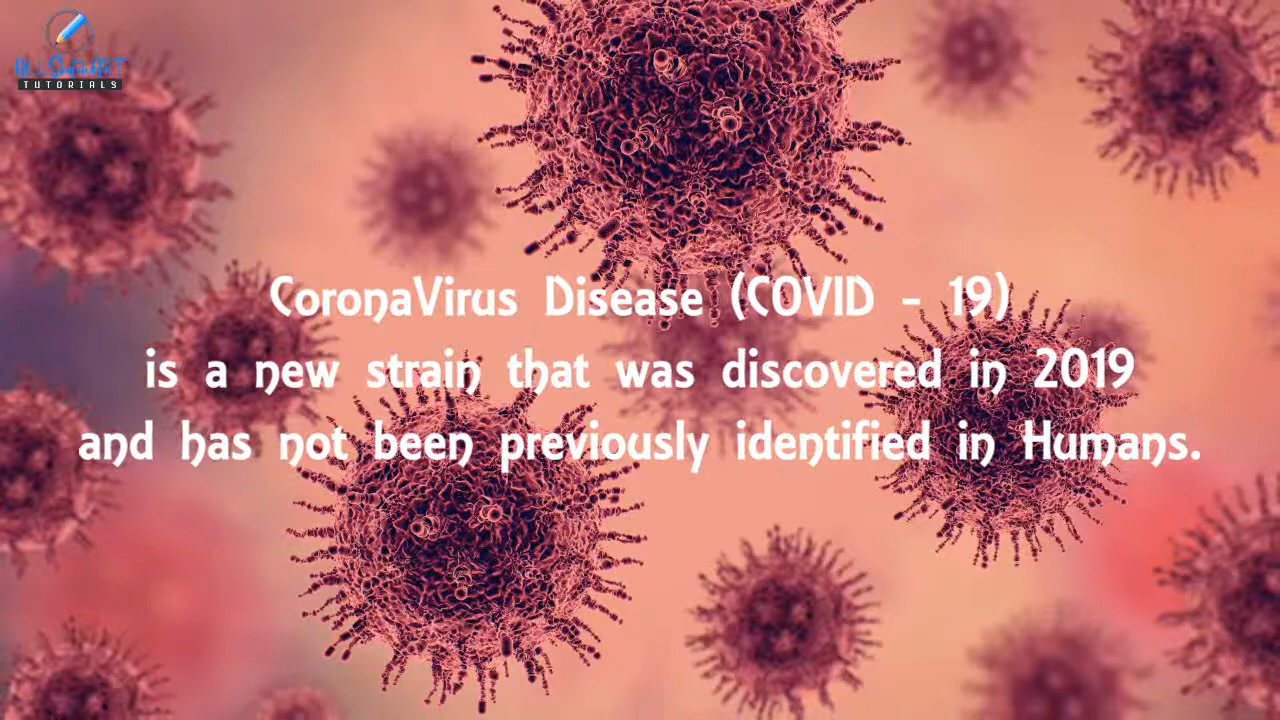 ALLShafinART
TUTORIALS
CoronaVirus Disease (COVID - 19)
is a new strain that was discovered in 2019
and has not been previously identified in Humans.